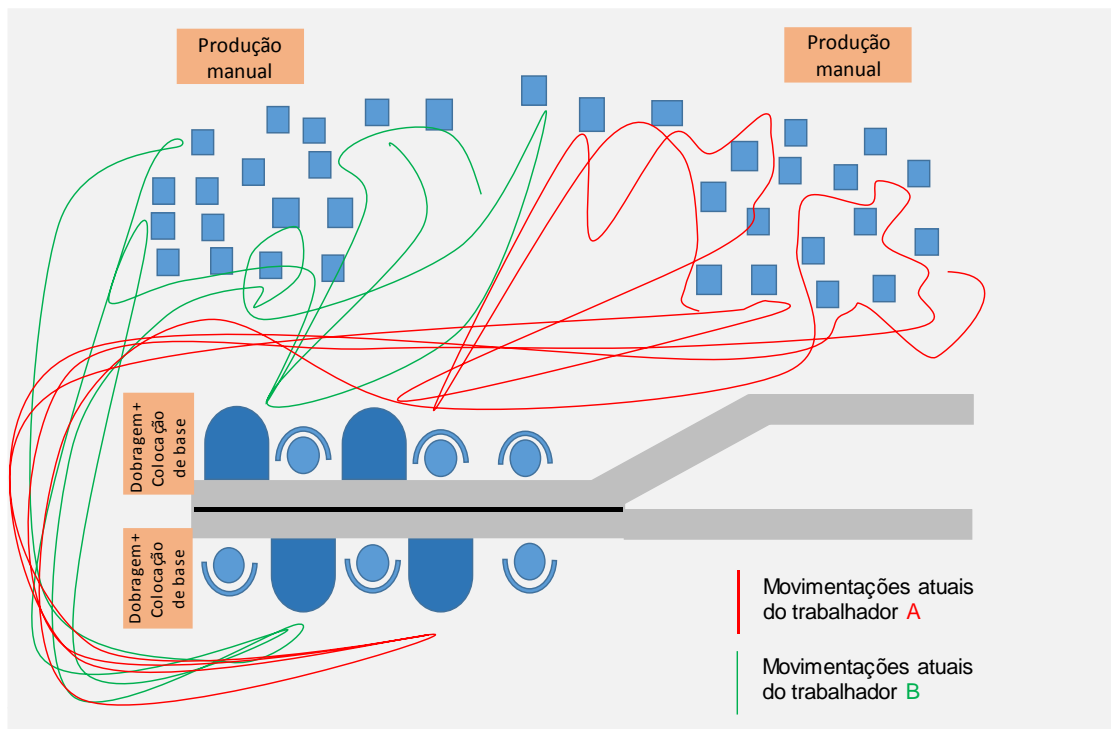 Produção
manual
Produção
manual
Dobragem+
Colocação
de base
Dobragem+
Colocação
de base
Movimentações atuais
do trabalhador A
Movimentações atuais
do trabalhador B